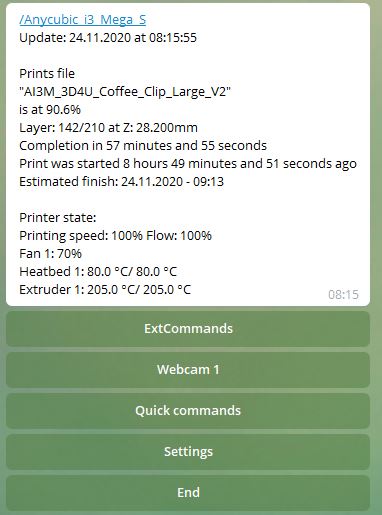 /Anycubic_i3_Mega_S
Update: 24.11.2020 at 08:15:55
Prints file
"AI3M_3D4U_Coffee_Clip_Large_V2"
is at 90.6%
Layer: 142/210 at Z: 28.200mm
Completion in 57 minutes and 55 seconds
Print was started 8 hours 49 minutes and 51 seconds ago
Estimated finish: 24.11.2020 - 09:13
Printer state:
Printing speed: 100% Flow: 100%
Fan 1: 70%
Heatbed 1: 80.0 °C/ 80.0 °C
Extruder 1: 205.0 °C/ 205.0 °C
08:15
ExtCommands
Webcam 1
Quick commands
Settings
End